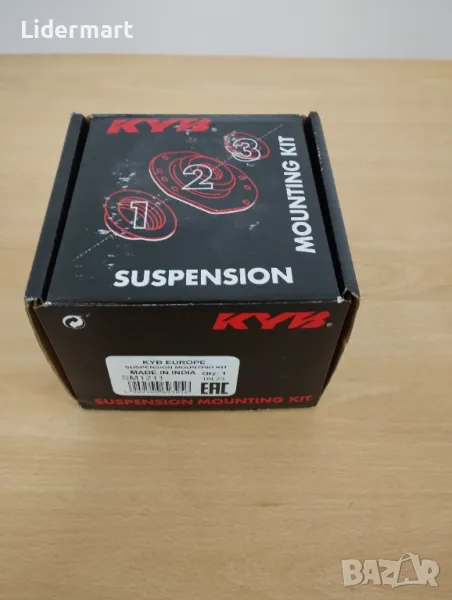 Lidermart
KYB
1
2
3
MOUNTING KIT
SUSPENSION
KYB
KYB EUROPE
SUSPENSION MOUNTING KIT
MADE IN INDIA Qty. 1
SM1211
EAC
SUSPENSION MOUNTING KIT
BAZAR